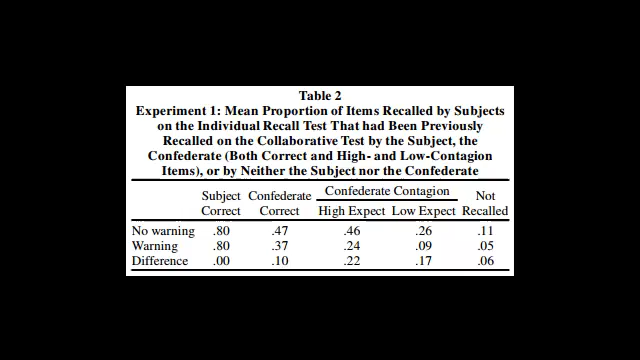 Table 2
Experiment 1: Mean Proportion of Items Recalled by Subjects
on the Individual Recall Test That had Been Previously
Recalled on the Collaborative Test by the Subject, the
Confederate (Both Correct and High- and Low-Contagion
Items), or by Neither the Subject nor the Confederate
Subject Confederate Confederate Contagion Not
Correct Correct High Expect Low Expect Recalled
No warning .80 .47 .46 .26 .11
Warning .80 .37 .24 .09 .05
Difference .00 .10 .22 .17 .06